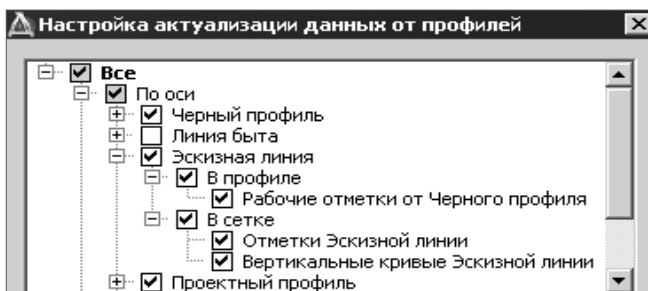 Настройка актуализации данных от профилей
Все
По оси
Черный профиль
Линия быта
Эскизная линия
В профиле
Рабочие отметки от Черного профиля
В сетке
Отметки Эскизной линии
Вертикальные кривые Эскизной линии
Проектный профиль